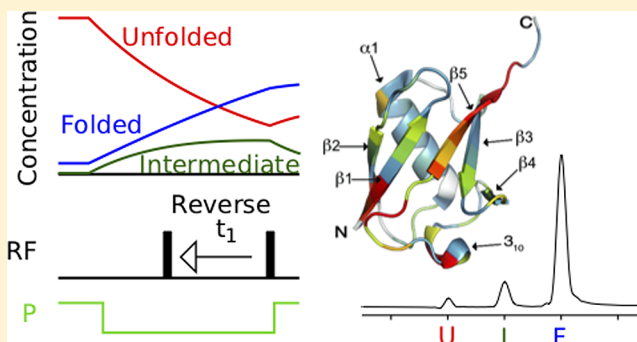 Concentration
Unfolded
Folded
Intermediate
Reverse
t₁
RF
P
α1
β5
β2
β3
β1
β4
N
C
3₁₀
U I F